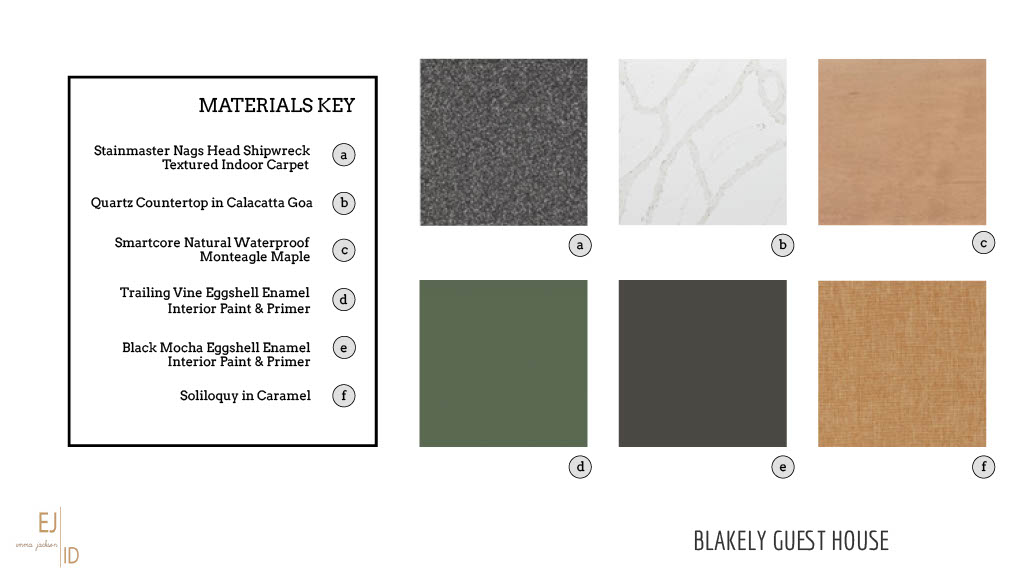 MATERIALS KEY
Stainmaster Nags Head Shipwreck
Textured Indoor Carpet
a
Quartz Countertop in Calacatta Goa
b
Smartcore Natural Waterproof
Monteagle Maple
c
Trailing Vine Eggshell Enamel
Interior Paint & Primer
d
Black Mocha Eggshell Enamel
Interior Paint & Primer
e
Soliloquy in Caramel
f
a
b
c
d
e
f
EJ
emma jackson
ID
BLAKELY GUEST HOUSE